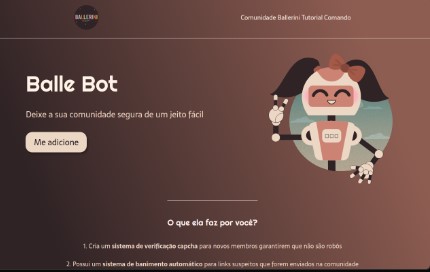 BALLERINI
Comunidade Ballerini Tutorial Comando
Balle Bot
Deixe a sua comunidade segura de um jeito fácil
Me adicione
O que ela faz por você?
1. Cria um sistema de verificação capcha para novos membros garantirem que não são robôs
2. Possui um sistema de banimento automático para links suspeitos que forem enviados na comunidade